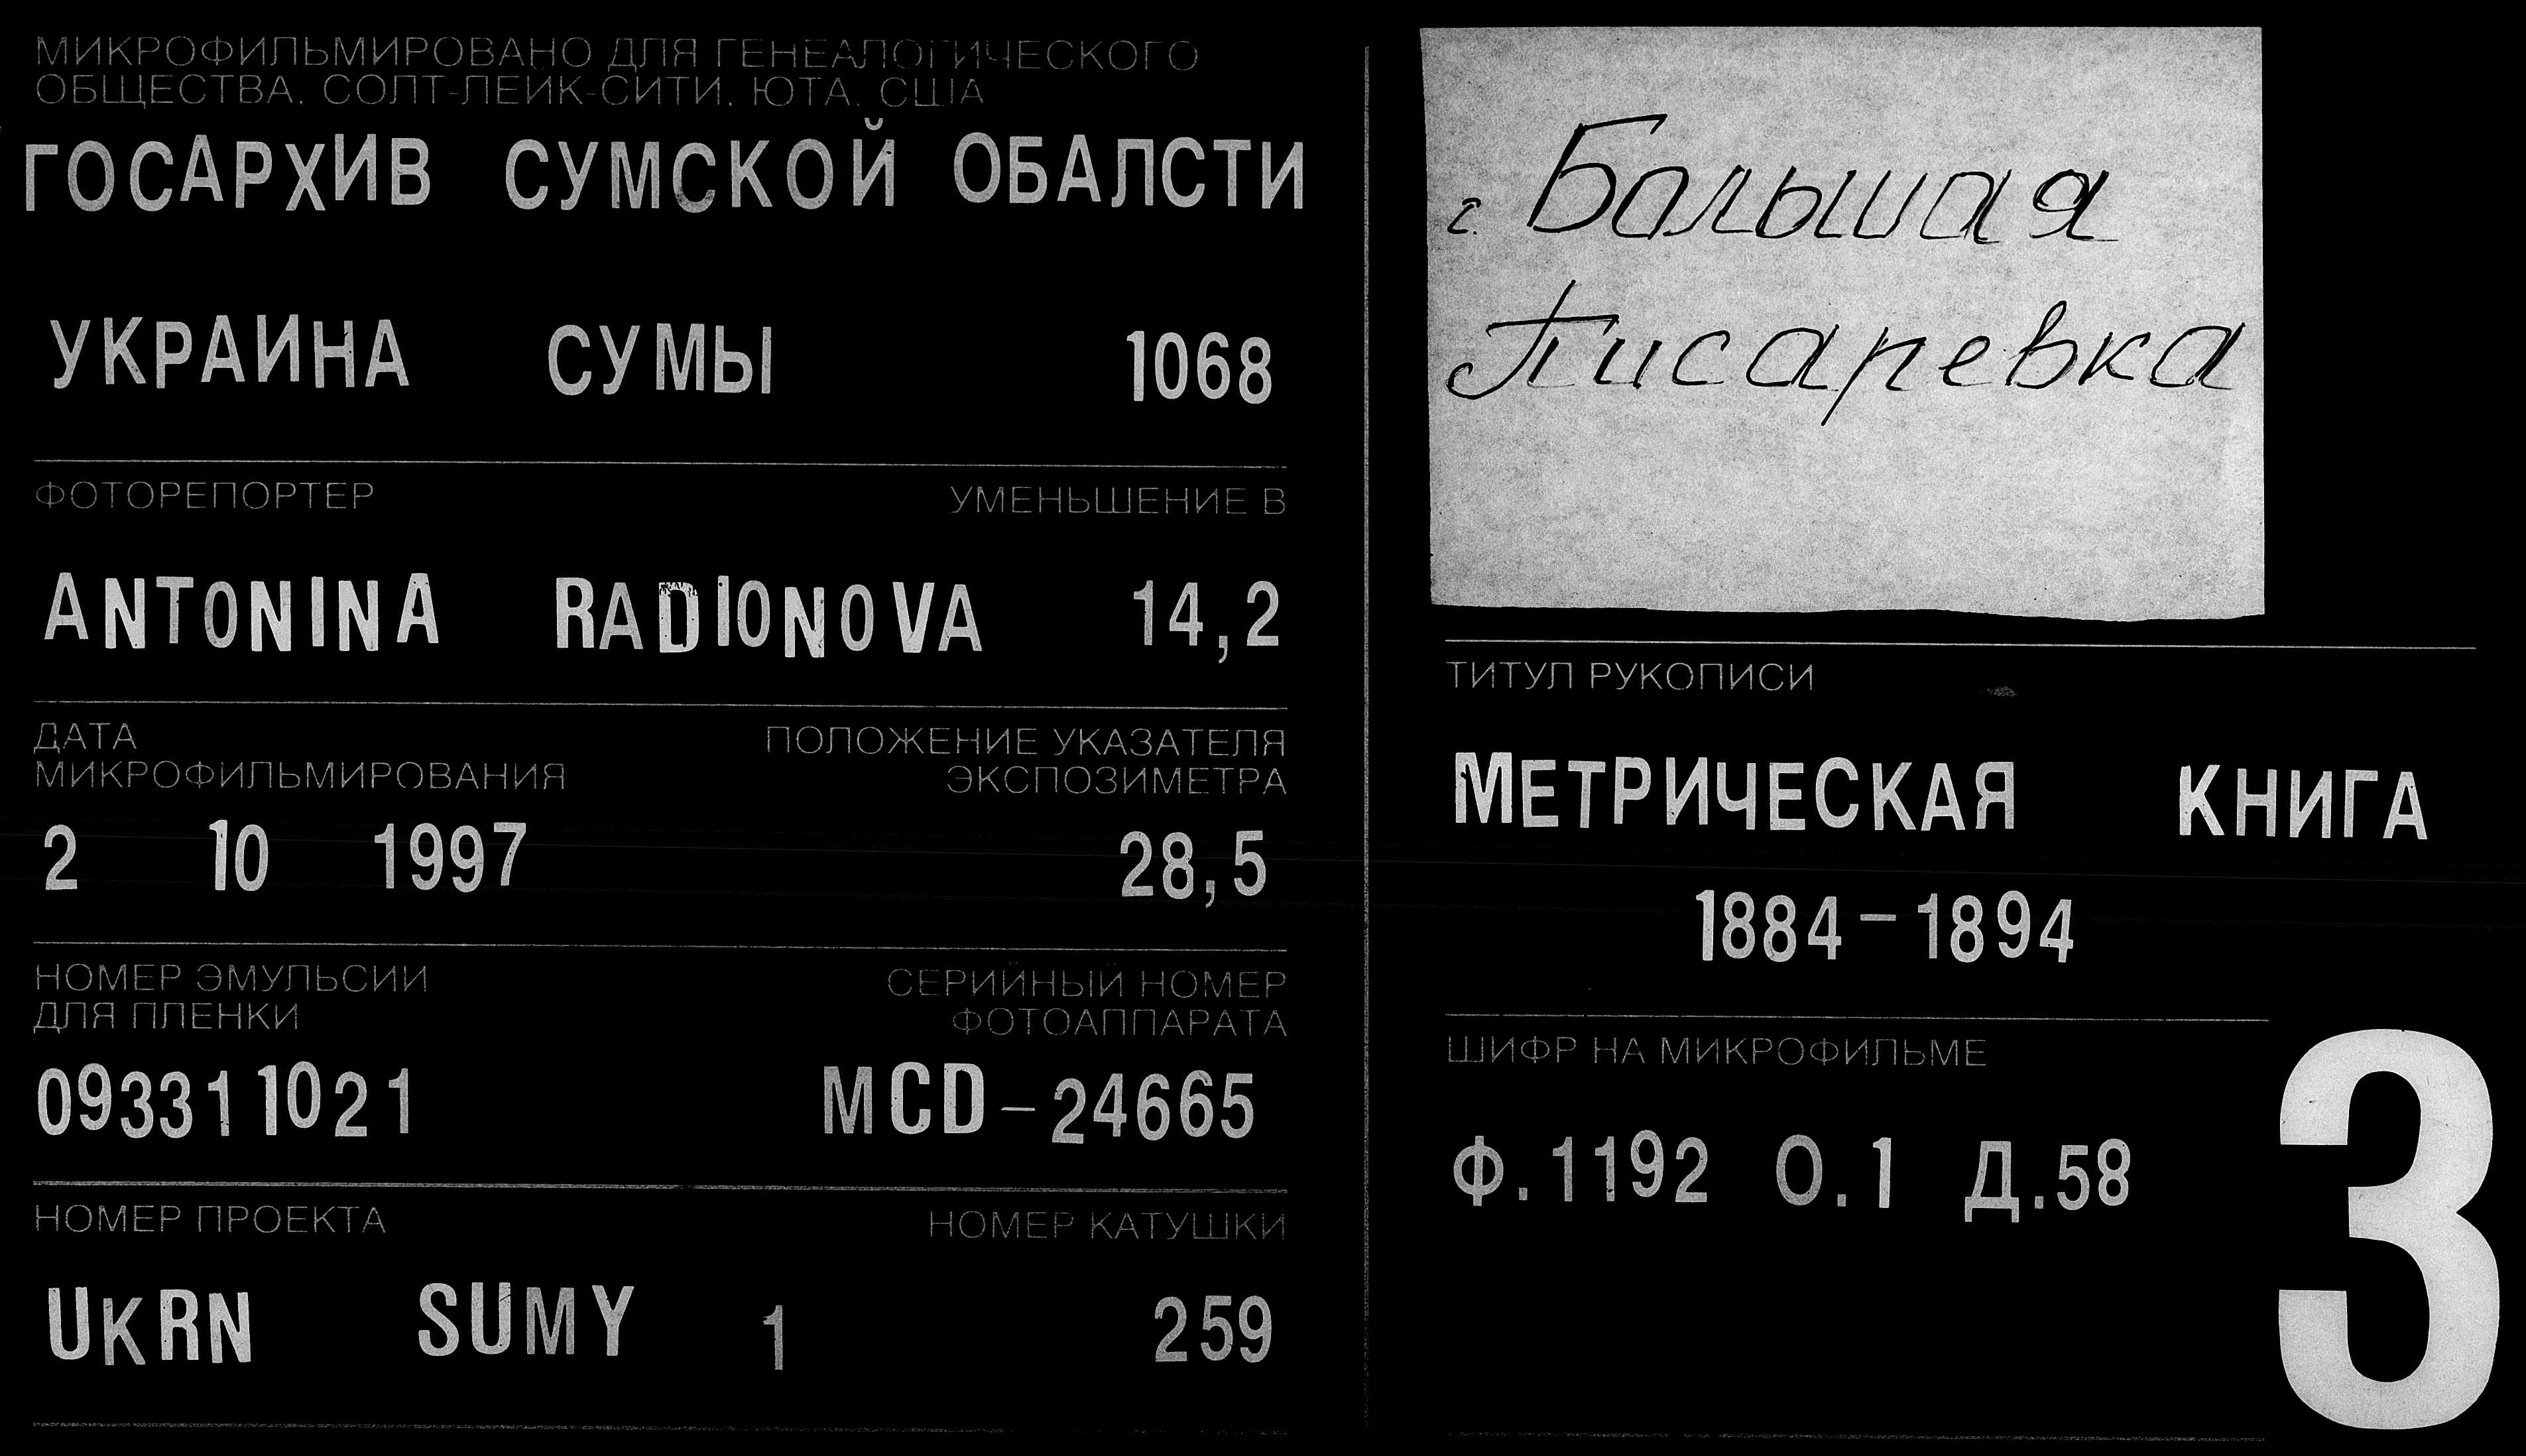 МИКРОФИЛЬМИРОВАНО ДЛЯ ГЕНЕАЛОГИЧЕСКОГО
ОБЩЕСТВА, СОЛТ-ЛЕЙК-СИТИ, ЮТА, США
ГОСАРХИВ СУМСКОЙ ОБАЛСТИ
УКРАИНА СУМЫ 1068
ФОТОРЕПОРТЕР УМЕНЬШЕНИЕ В
ANTONINA RADIONOVA 14,2
ДАТА ПОЛОЖЕНИЕ УКАЗАТЕЛЯ
МИКРОФИЛЬМИРОВАНИЯ ЭКСПОЗИМЕТРА
2 10 1997 28,5
НОМЕР ЭМУЛЬСИИ СЕРИЙНЫЙ НОМЕР
ДЛЯ ПЛЕНКИ ФОТОАППАРАТА
093311021 MCD-24665
НОМЕР ПРОЕКТА НОМЕР КАТУШКИ
UKRN SUMY 1 259
с. Большая
Писаревка
ТИТУЛ РУКОПИСИ
МЕТРИЧЕСКАЯ КНИГА
1884-1894
ШИФР НА МИКРОФИЛЬМЕ
Ф.1192 О.1 Д.58
3